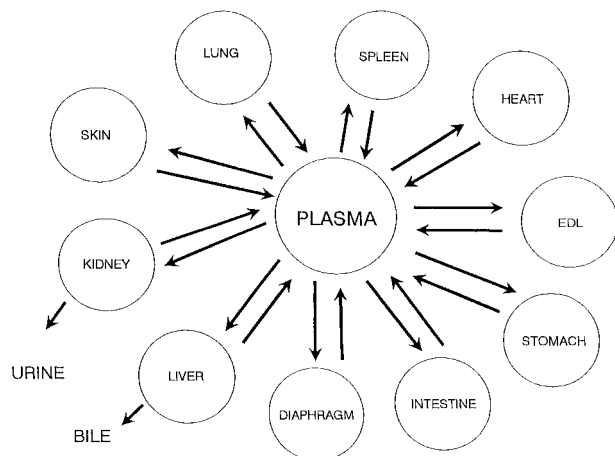 LUNG
SPLEEN
HEART
SKIN
PLASMA
EDL
KIDNEY
STOMACH
URINE
LIVER
DIAPHRAGM
INTESTINE
BILE